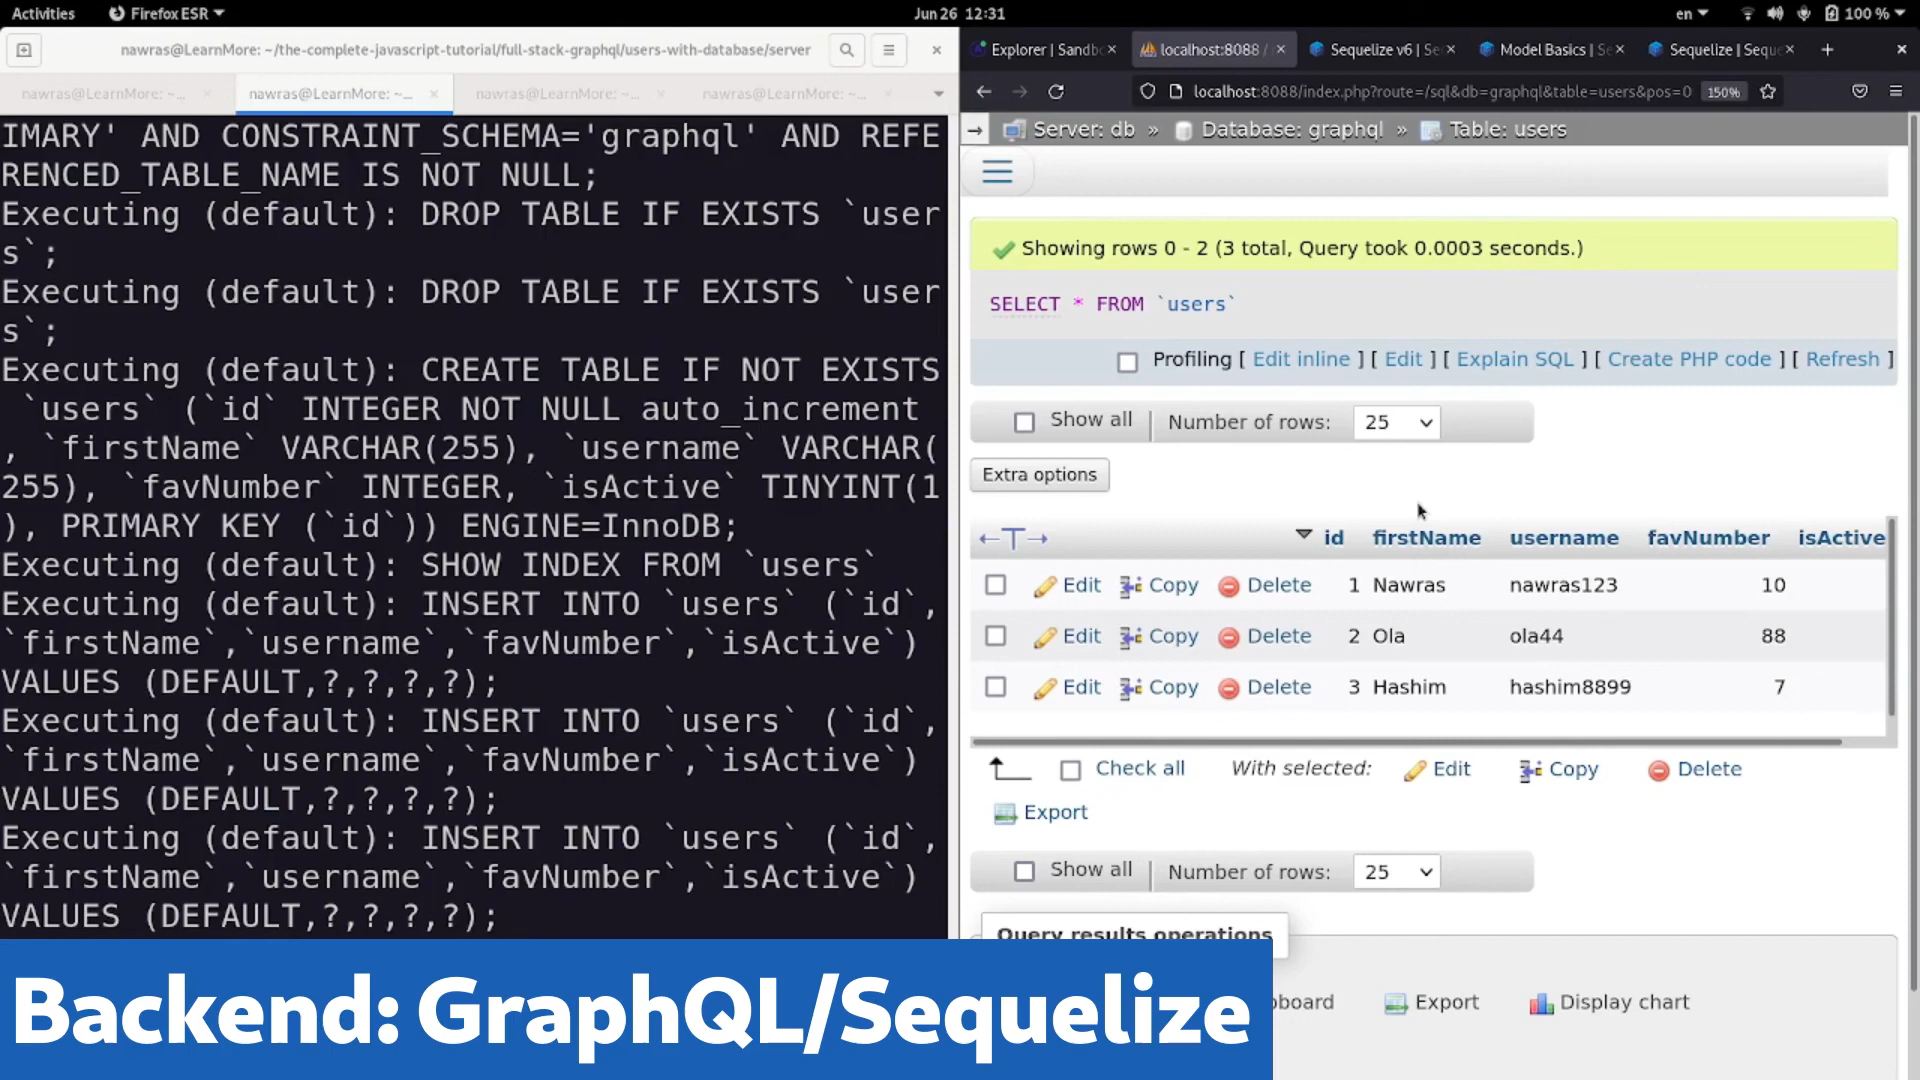 Activities
Firefox ESR
Jun 26 12:31
en
100 %
nawras@LearnMore: ~/the-complete-javascript-tutorial/full-stack-graphql/users-with-database/server
nawras@LearnMore: ~...
nawras@LearnMore: ~...
nawras@LearnMore: ~...
nawras@LearnMore: ~...
IMARY' AND CONSTRAINT_SCHEMA='graphql' AND REFE
RENCED_TABLE_NAME IS NOT NULL;
Executing (default): DROP TABLE IF EXISTS `user
s`;
Executing (default): DROP TABLE IF EXISTS `user
s`;
Executing (default): CREATE TABLE IF NOT EXISTS
`users` (`id` INTEGER NOT NULL auto_increment
, `firstName` VARCHAR(255), `username` VARCHAR(
255), `favNumber` INTEGER, `isActive` TINYINT(1
), PRIMARY KEY (`id`)) ENGINE=InnoDB;
Executing (default): SHOW INDEX FROM `users`
Executing (default): INSERT INTO `users` (`id`,
`firstName`,`username`,`favNumber`,`isActive`)
VALUES (DEFAULT,?,?,?,?);
Executing (default): INSERT INTO `users` (`id`,
`firstName`,`username`,`favNumber`,`isActive`)
VALUES (DEFAULT,?,?,?,?);
Executing (default): INSERT INTO `users` (`id`,
`firstName`,`username`,`favNumber`,`isActive`)
VALUES (DEFAULT,?,?,?,?);
Explorer | Sandb
localhost:8088 /
Sequelize v6 | Se
Model Basics | S
Sequelize | Seque
localhost:8088/index.php?route=/sql&db=graphql&table=users&pos=0
150%
Server: db » Database: graphql » Table: users
Showing rows 0 - 2 (3 total, Query took 0.0003 seconds.)
SELECT * FROM `users`
Profiling [ Edit inline ] [ Edit ] [ Explain SQL ] [ Create PHP code ] [ Refresh ]
Show all | Number of rows: 25
Extra options
id firstName username favNumber isActive
Edit Copy Delete 1 Nawras nawras123 10
Edit Copy Delete 2 Ola ola44 88
Edit Copy Delete 3 Hashim hashim8899 7
Check all With selected: Edit Copy Delete
Export
Show all | Number of rows: 25
Query results operations
board Export Display chart
Backend: GraphQL/Sequelize